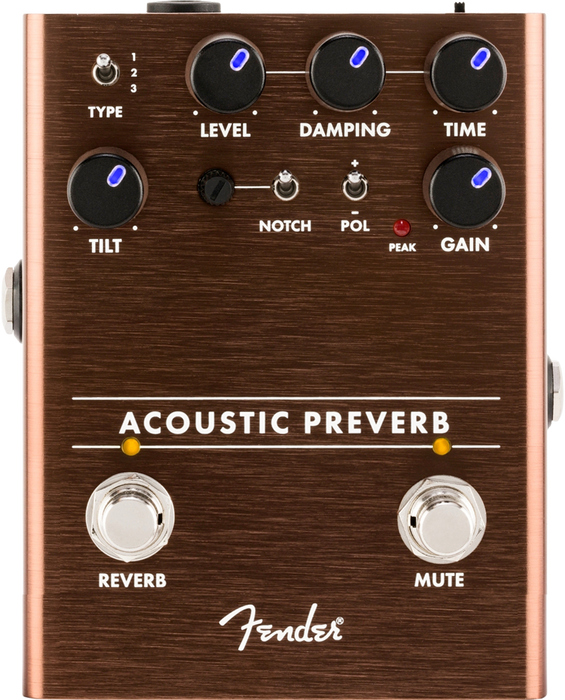 1
2
3
TYPE
LEVEL
DAMPING
TIME
TILT
NOTCH
+
POL
–
PEAK
GAIN
ACOUSTIC PREVERB
REVERB
MUTE
Fender®